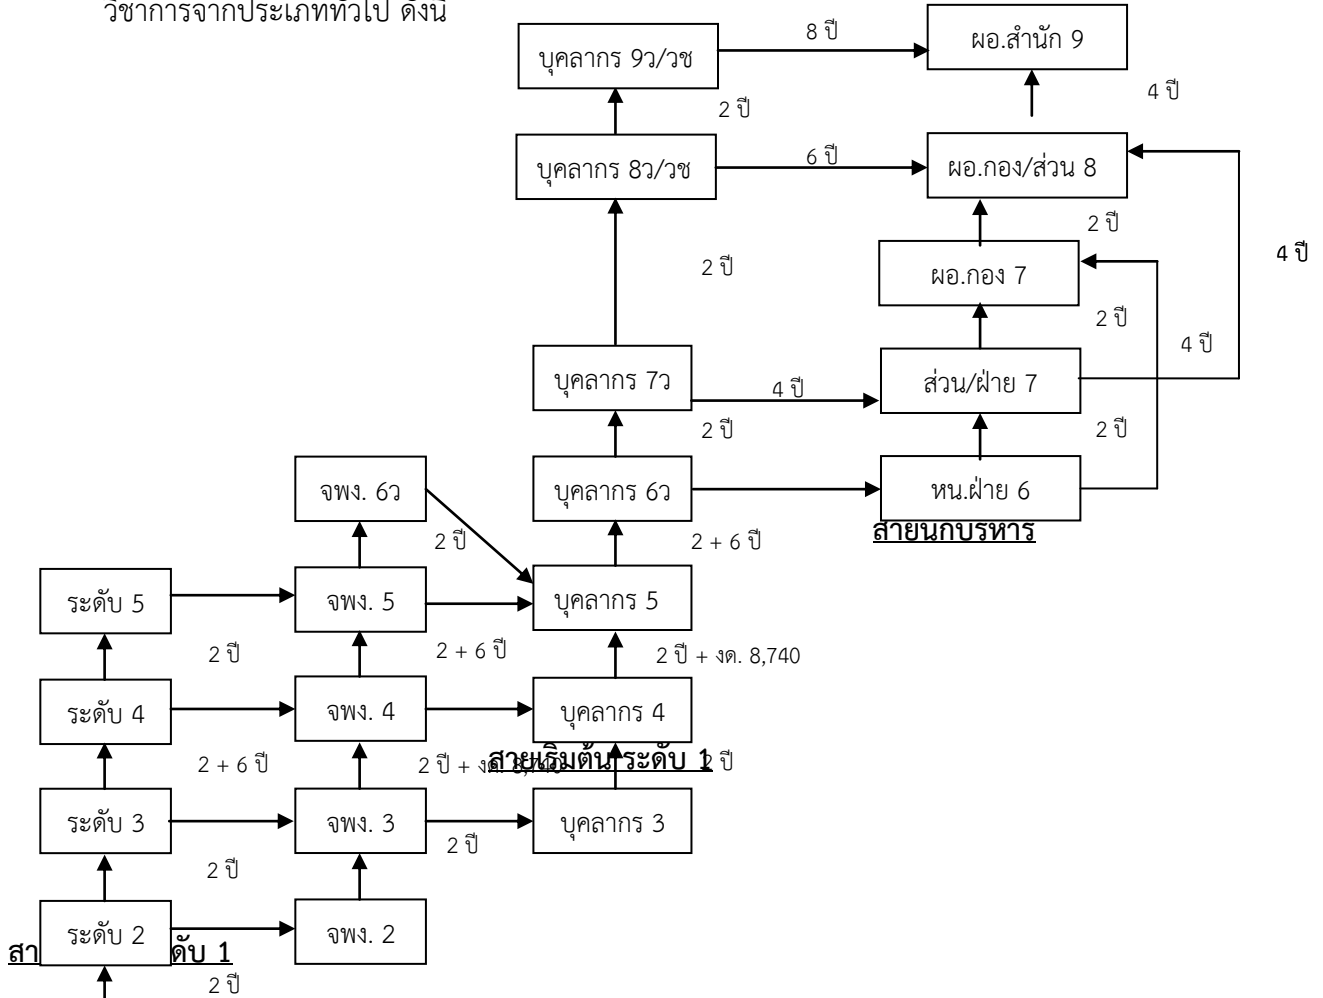 วิชาการจากประเภททั่วไป ดังนี้
8 ปี
ผอ.สำนัก 9
บุคลากร 9ว/วช
4 ปี
2 ปี
บุคลากร 8ว/วช
6 ปี
ผอ.กอง/ส่วน 8
2 ปี
4 ปี
2 ปี
ผอ.กอง 7
2 ปี
4 ปี
บุคลากร 7ว
4 ปี
ส่วน/ฝ่าย 7
2 ปี
2 ปี
จพง. 6ว
บุคลากร 6ว
หน.ฝ่าย 6
สายนกบรหาร
2 ปี
2 + 6 ปี
ระดับ 5
จพง. 5
บุคลากร 5
2 ปี
2 + 6 ปี
2 ปี + งด. 8,740
ระดับ 4
จพง. 4
บุคลากร 4
2 + 6 ปี
2 ปี + งด. 8,740
สายเริ่มต้น ระดับ 1
2 ปี
ระดับ 3
จพง. 3
บุคลากร 3
2 ปี
2 ปี
ระดับ 2
จพง. 2
สา
ดับ 1
2 ปี